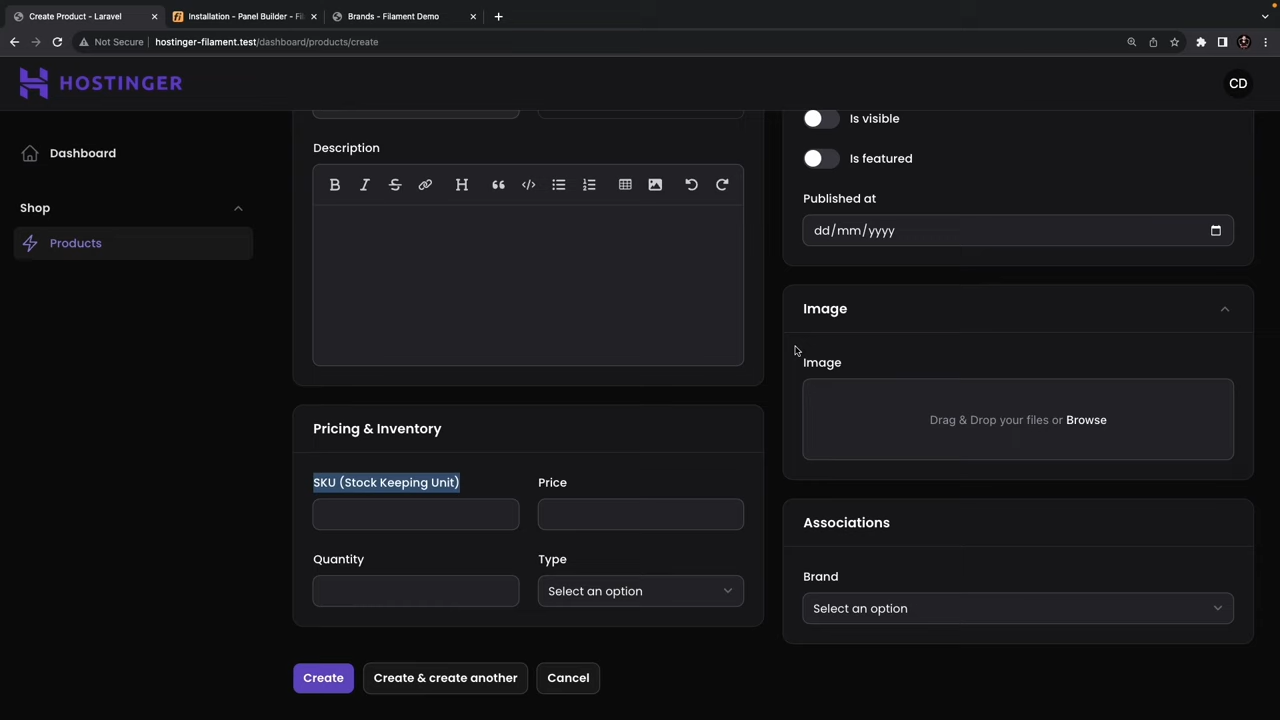 Create Product - Laravel
Installation - Panel Builder - Fil
Brands - Filament Demo
Not Secure
hostinger-filament.test/dashboard/products/create
HOSTINGER
CD
Dashboard
Shop
Products
Description
Pricing & Inventory
SKU (Stock Keeping Unit)
Price
Quantity
Type
Select an option
Create
Create & create another
Cancel
Is visible
Is featured
Published at
dd/mm/yyyy
Image
Image
Drag & Drop your files or Browse
Associations
Brand
Select an option